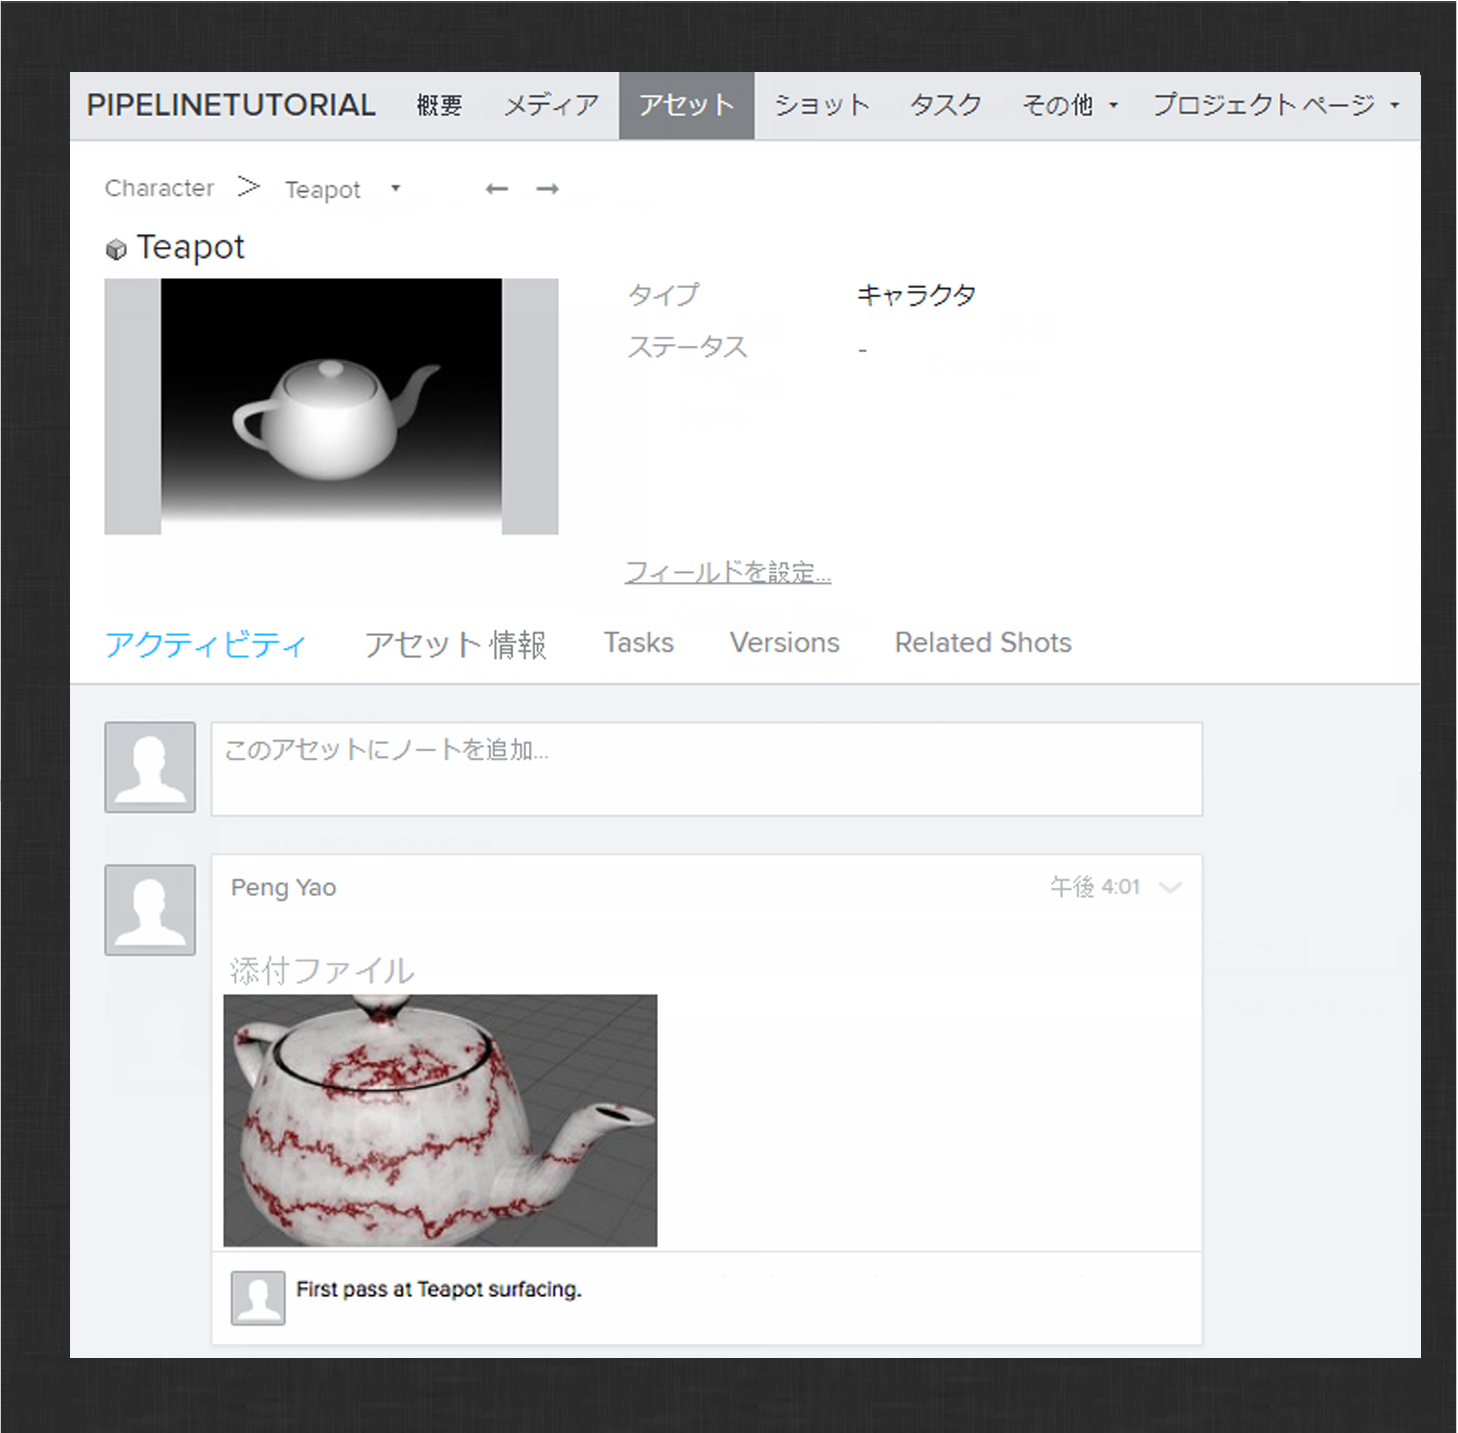 PIPELINETUTORIAL 概要 メディア アセット ショット タスク その他 プロジェクト ページ
Character > Teapot
Teapot
タイプ キャラクタ
ステータス -
フィールドを設定...
アクティビティ アセット 情報 Tasks Versions Related Shots
このアセットにノートを追加...
Peng Yao 午後 4:01
添付ファイル
First pass at Teapot surfacing.